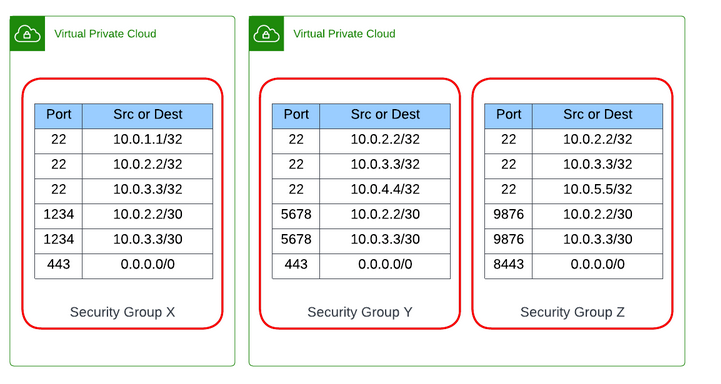 Virtual Private Cloud
Port Src or Dest
22 10.0.1.1/32
22 10.0.2.2/32
22 10.0.3.3/32
1234 10.0.2.2/30
1234 10.0.3.3/30
443 0.0.0.0/0
Security Group X
Virtual Private Cloud
Port Src or Dest
22 10.0.2.2/32
22 10.0.3.3/32
22 10.0.4.4/32
5678 10.0.2.2/30
5678 10.0.3.3/30
443 0.0.0.0/0
Security Group Y
Port Src or Dest
22 10.0.2.2/32
22 10.0.3.3/32
22 10.0.5.5/32
9876 10.0.2.2/30
9876 10.0.3.3/30
8443 0.0.0.0/0
Security Group Z